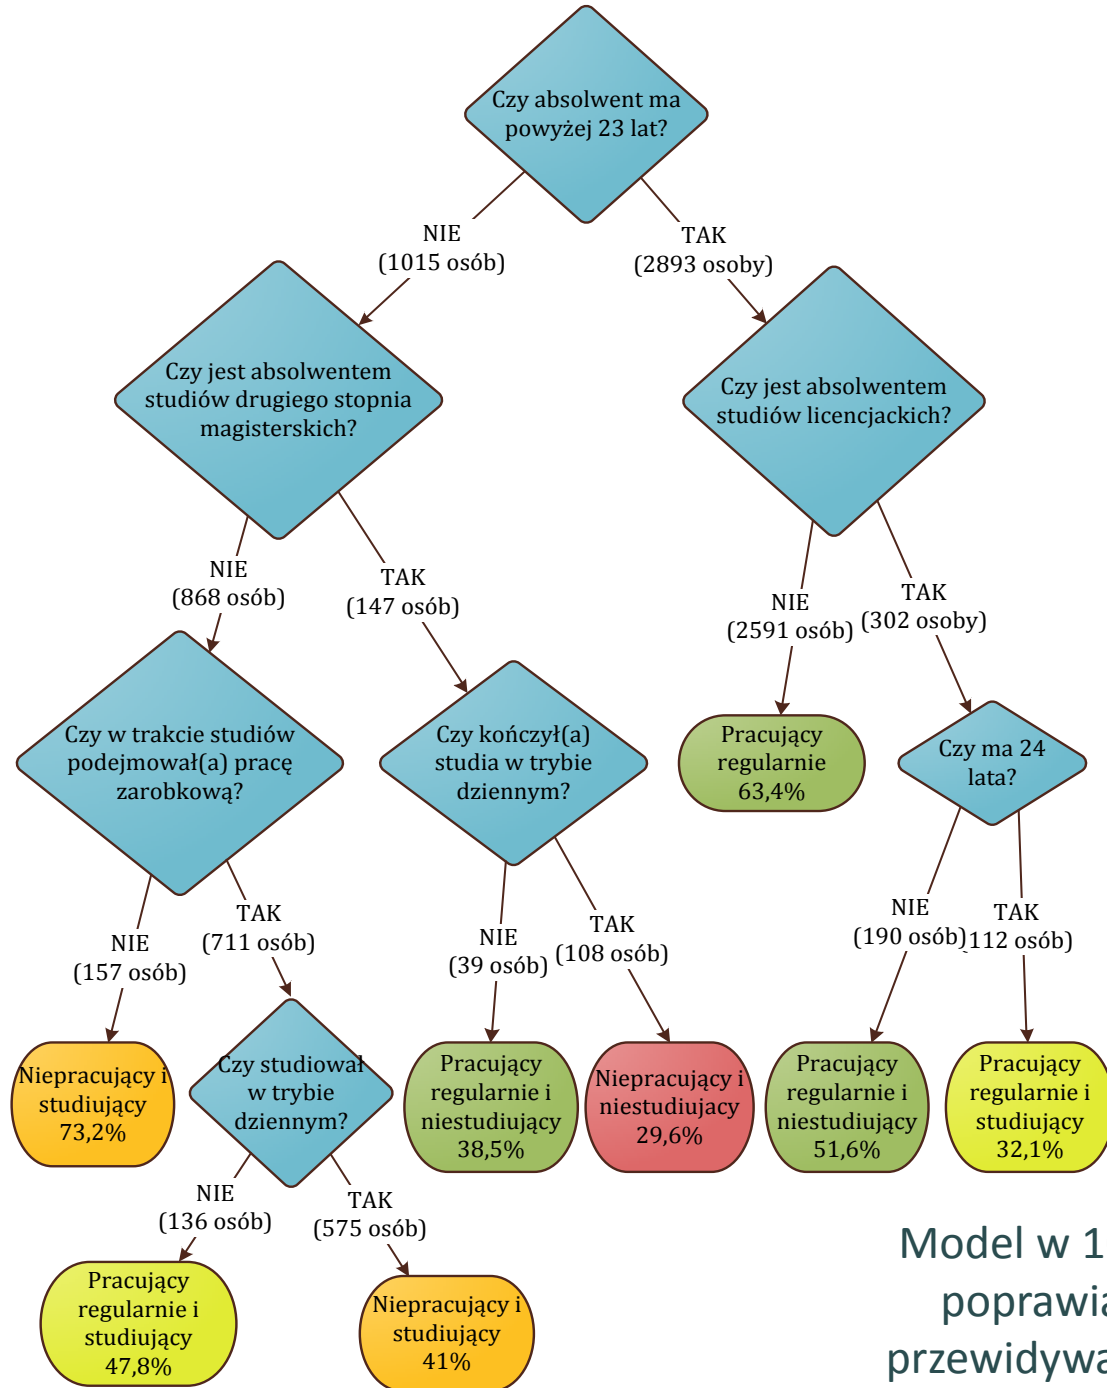 Czy absolwent ma
powyżej 23 lat?
NIE
(1015 osób)
TAK
(2893 osoby)
Czy jest absolwentem
studiów drugiego stopnia
magisterskich?
Czy jest absolwentem
studiów licencjackich?
NIE
(868 osób)
TAK
(147 osób)
NIE
(2591 osób)
TAK
(302 osoby)
Czy w trakcie studiów
podejmował(a) pracę
zarobkową?
Czy kończył(a)
studia w trybie
dziennym?
Pracujący
regularnie
63,4%
Czy ma 24
lata?
NIE
(157 osób)
TAK
(711 osób)
NIE
(39 osób)
TAK
(108 osób)
NIE
(190 osób)
TAK
(112 osób)
Niepracujący i
studiujący
73,2%
Czy studiował
w trybie
dziennym?
Pracujący
regularnie i
niestudiujący
38,5%
Niepracujący i
niestudiujacy
29,6%
Pracujący
regularnie i
niestudiujący
51,6%
Pracujący
regularnie i
studiujący
32,1%
NIE
(136 osób)
TAK
(575 osób)
Pracujący
regularnie i
studiujący
47,8%
Niepracujący i
studiujący
41%
Model w 1
poprawia
przewidywa